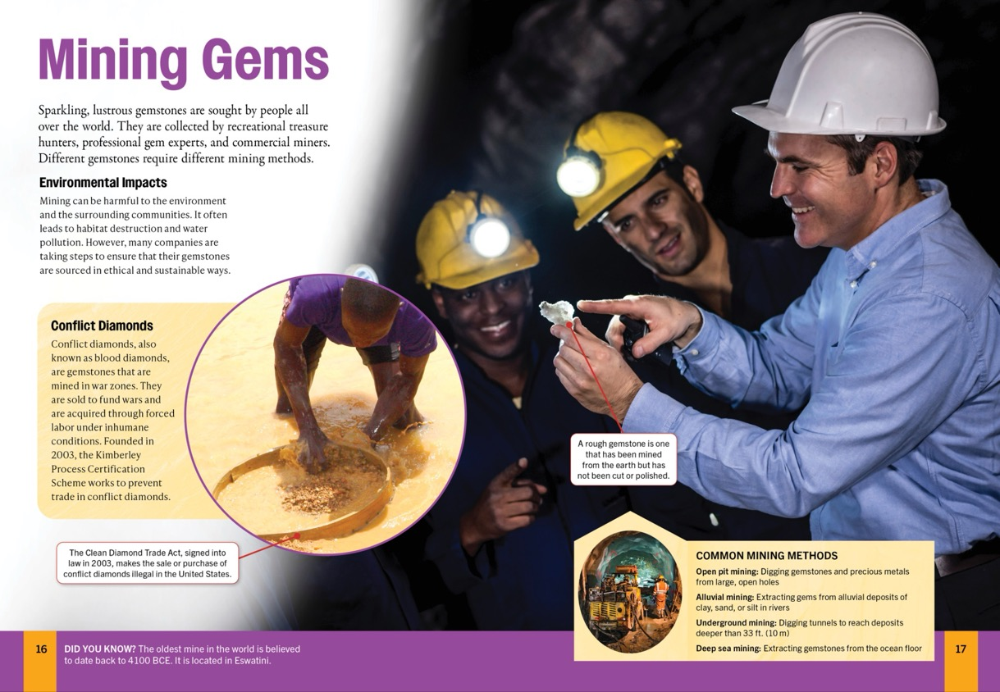 Mining Gems
Sparkling, lustrous gemstones are sought by people all
over the world. They are collected by recreational treasure
hunters, professional gem experts, and commercial miners.
Different gemstones require different mining methods.
Environmental Impacts
Mining can be harmful to the environment
and the surrounding communities. It often
leads to habitat destruction and water
pollution. However, many companies are
taking steps to ensure that their gemstones
are sourced in ethical and sustainable ways.
Conflict Diamonds
Conflict diamonds, also
known as blood diamonds,
are gemstones that are
mined in war zones. They
are sold to fund wars and
are acquired through forced
labor under inhumane
conditions. Founded in
2003, the Kimberley
Process Certification
Scheme works to prevent
trade in conflict diamonds.
The Clean Diamond Trade Act, signed into
law in 2003, makes the sale or purchase of
conflict diamonds illegal in the United States.
A rough gemstone is one
that has been mined
from the earth but has
not been cut or polished.
COMMON MINING METHODS
Open pit mining: Digging gemstones and precious metals
from large, open holes
Alluvial mining: Extracting gems from alluvial deposits of
clay, sand, or silt in rivers
Underground mining: Digging tunnels to reach deposits
deeper than 33 ft. (10 m)
Deep sea mining: Extracting gemstones from the ocean floor
16
DID YOU KNOW? The oldest mine in the world is believed
to date back to 4100 BCE. It is located in Eswatini.
17